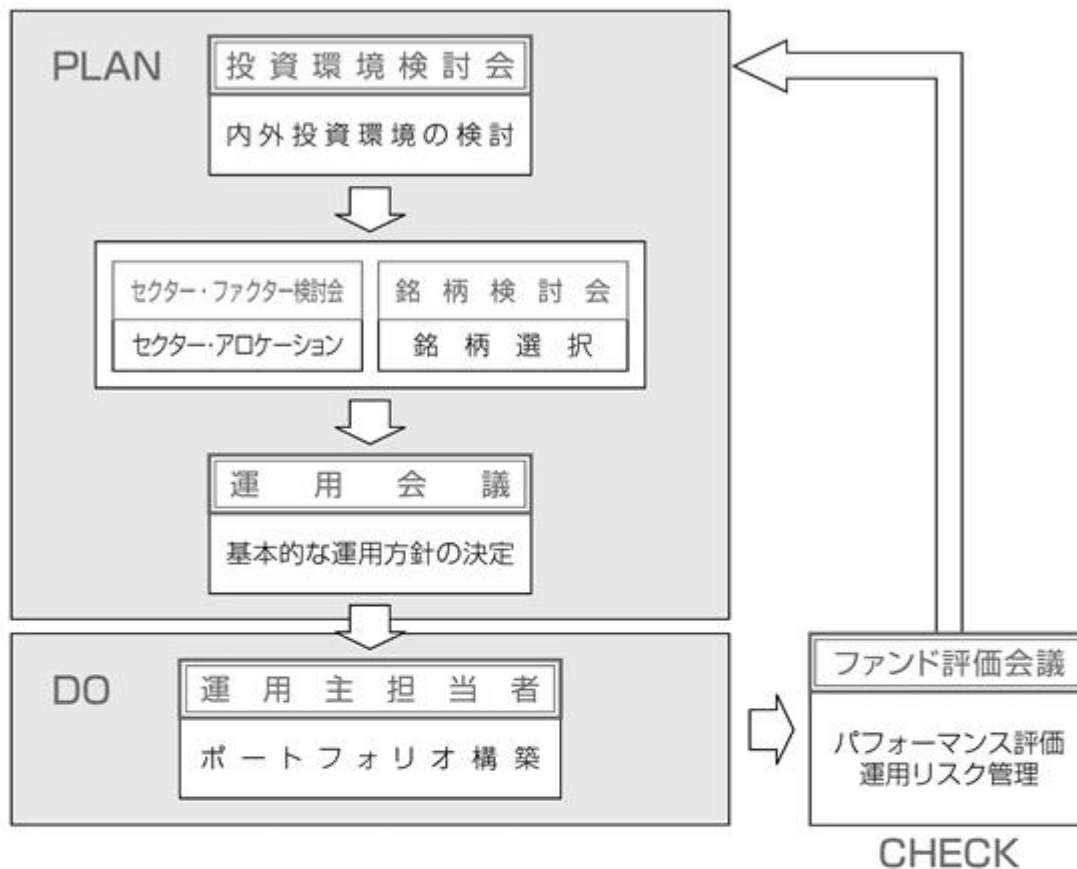 PLAN
投資環境検討会
内外投資環境の検討
セクター・ファクター検討会
セクター・アロケーション
銘柄検討会
銘柄選択
運用会議
基本的な運用方針の決定
DO
運用主担当者
ポートフォリオ構築
ファンド評価会議
パフォーマンス評価
運用リスク管理
CHECK